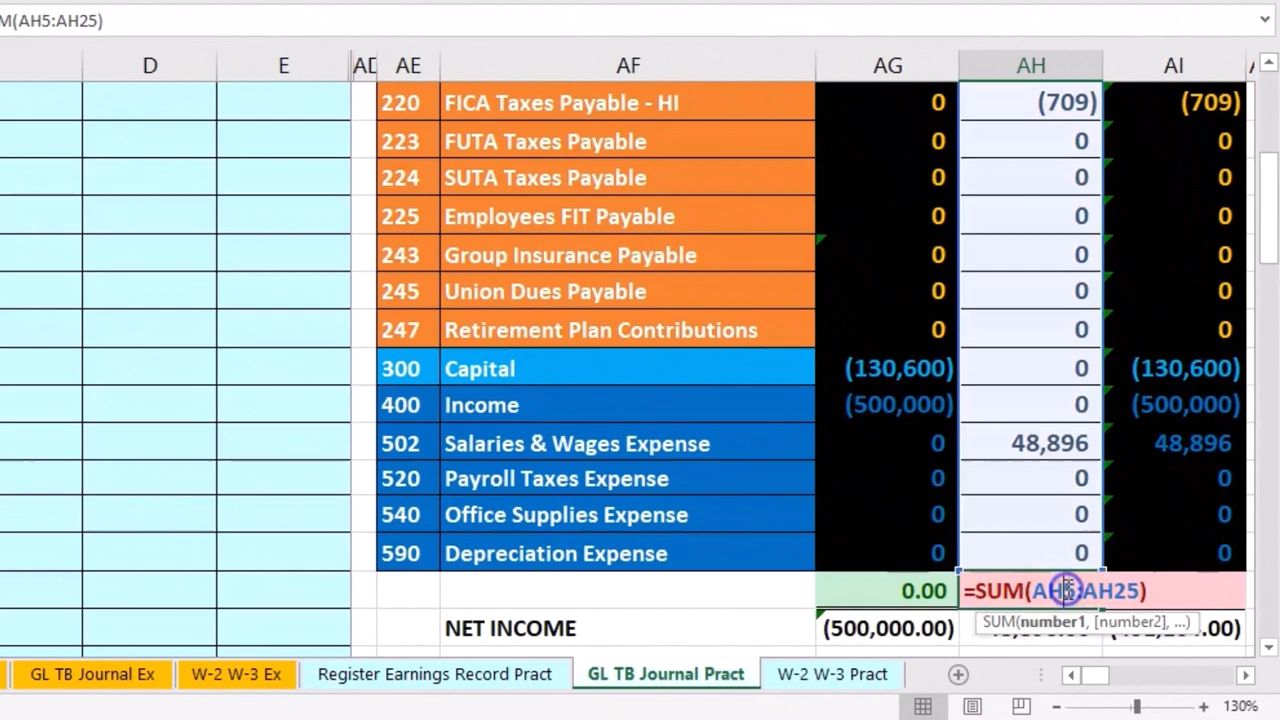 M(AH5:AH25)
D E AD AE AF AG AH AI
220 FICA Taxes Payable - HI 0 (709) (709)
223 FUTA Taxes Payable 0 0 0
224 SUTA Taxes Payable 0 0 0
225 Employees FIT Payable 0 0 0
243 Group Insurance Payable 0 0 0
245 Union Dues Payable 0 0 0
247 Retirement Plan Contributions 0 0 0
300 Capital (130,600) 0 (130,600)
400 Income (500,000) 0 (500,000)
502 Salaries & Wages Expense 0 48,896 48,896
520 Payroll Taxes Expense 0 0 0
540 Office Supplies Expense 0 0 0
590 Depreciation Expense 0 0 0
0.00 =SUM(AH5:AH25)
SUM(number1, [number2], ...)
NET INCOME (500,000.00)
GL TB Journal Ex W-2 W-3 Ex Register Earnings Record Pract GL TB Journal Pract W-2 W-3 Pract
130%